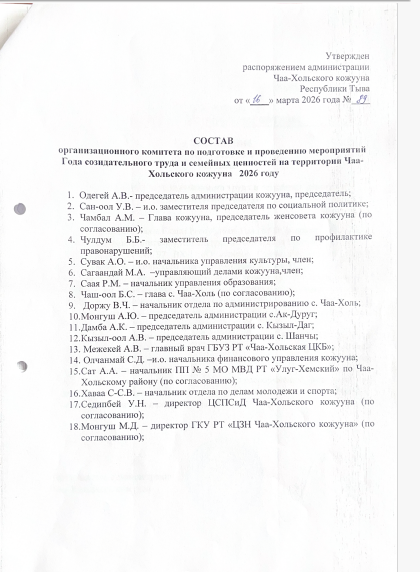 Утвержден
распоряжением администрации
Чаа-Хольского кожууна
Республики Тыва
от «16» марта 2026 года № 89
СОСТАВ
организационного комитета по подготовке и проведению мероприятий
Года созидательного труда и семейных ценностей на территории Чаа-
Хольского кожууна 2026 году
1. Одегей А.В.- председатель администрации кожууна, председатель;
2. Сан-оол У.В. – и.о. заместителя председателя по социальной политике;
3. Чамбал А.М. – Глава кожууна, председатель женсовета кожууна (по
согласованию);
4. Чулдум Б.Б.- заместитель председателя по профилактике
правонарушений;
5. Сувак А.О. – и.о. начальника управления культуры, член;
6. Сагаандай М.А. –управляющий делами кожууна,член;
7. Саая Р.М. – начальник управления образования;
8. Чаш-оол Б.С. – глава с. Чаа-Холь (по согласованию);
9. Доржу В.Ч. – начальник отдела по администрированию с. Чаа-Холь;
10.Монгуш А.Ю. – председатель администрации с.Ак-Дуруг;
11.Дамба А.К. – председатель администрации с. Кызыл-Даг;
12.Кызыл-оол А.В. – председатель администрации с. Шанчы;
13. Межекей А.В. – главный врач ГБУЗ РТ «Чаа-Хольская ЦКБ»;
14. Олчанмай С.Д. –и.о. начальника финансового управления кожууна;
15.Сат А.А. – начальник ПП № 5 МО МВД РТ «Улуг-Хемский» по Чаа-
Хольскому району (по согласованию);
16.Хаваа С-С.В. – начальник отдела по делам молодежи и спорта;
17.Седипбей У.Н. – директор ЦСПСиД Чаа-Хольского кожууна (по
согласованию);
18.Монгуш М.Д. – директор ГКУ РТ «ЦЗН Чаа-Хольского кожууна» (по
согласованию);